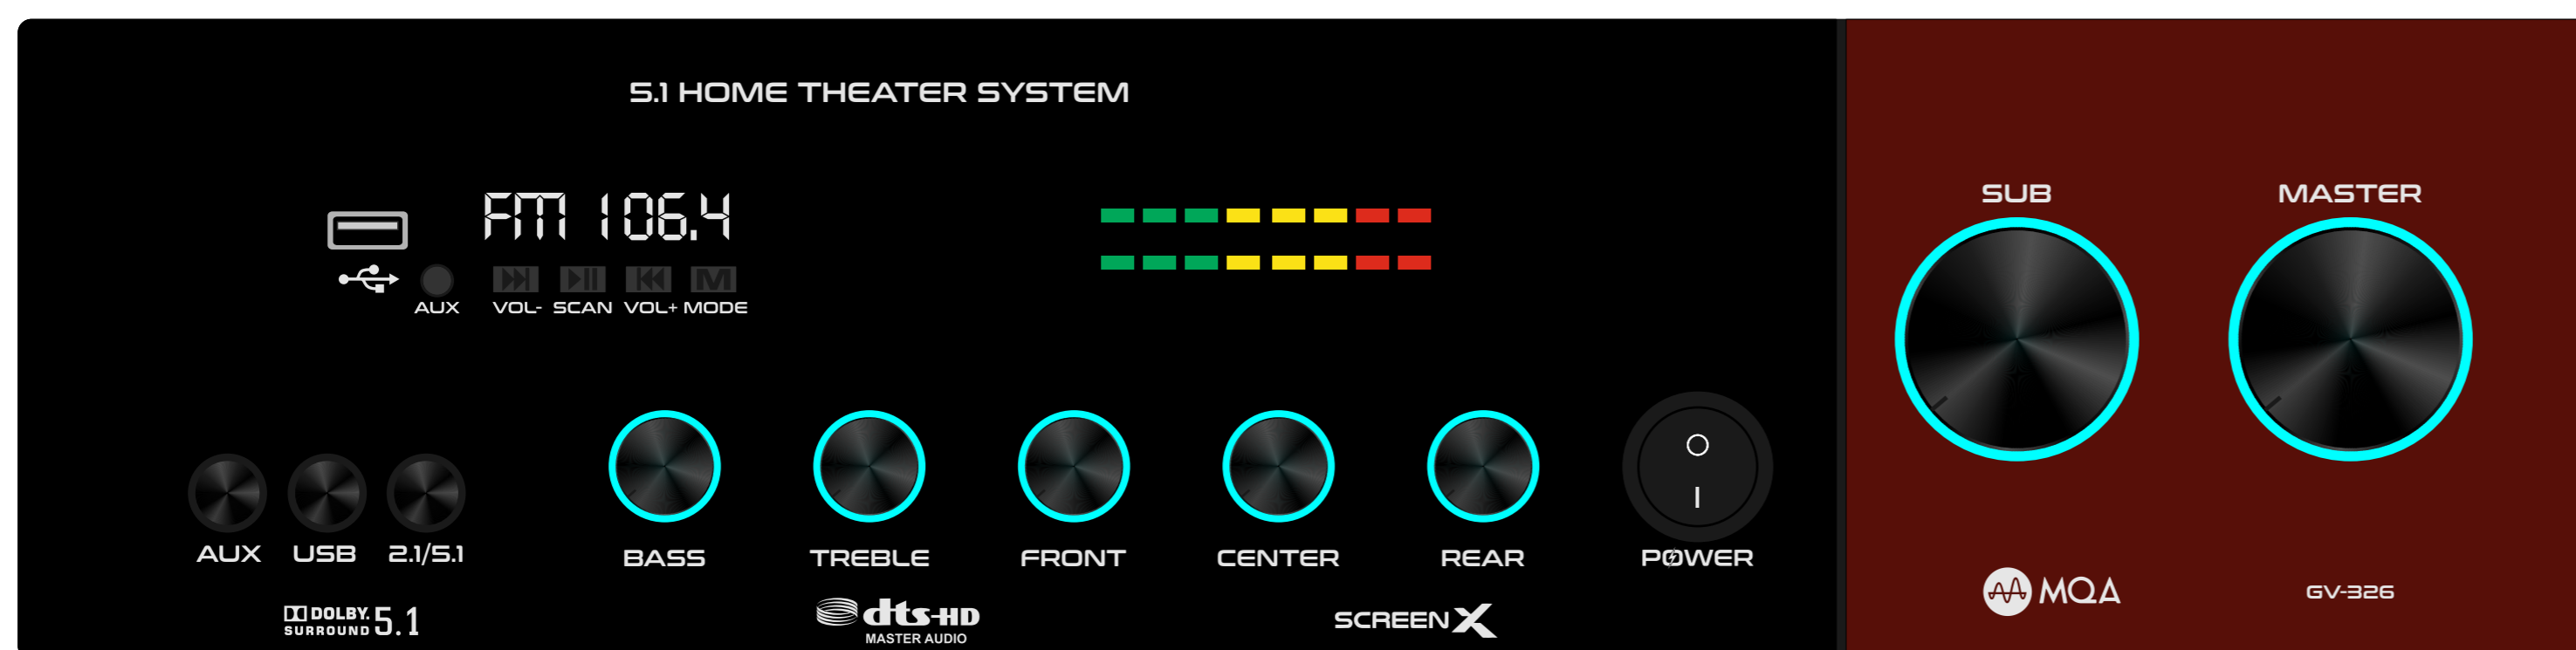 5.1 HOME THEATER SYSTEM
FM 106.4
M
AUX VOL- SCAN VOL+ MODE
SUB MASTER
AUX USB 2.1/5.1
BASS TREBLE FRONT CENTER REAR POWER
DOLBY.
SURROUND 5.1
dts-HD
MASTER AUDIO
SCREENX
MQA
GV-326